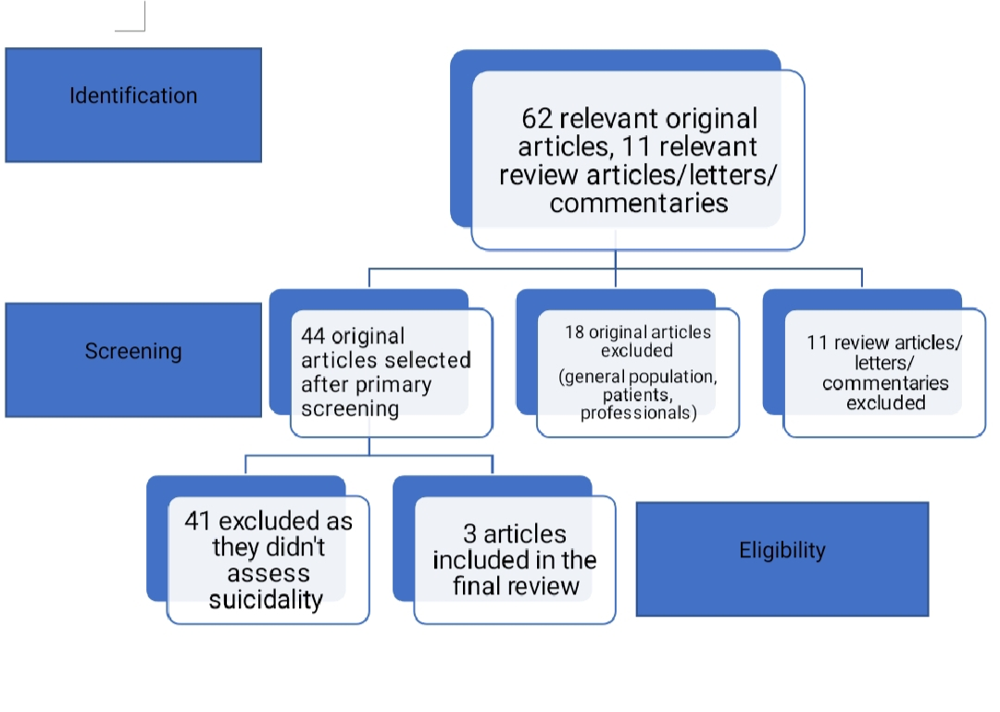 Identification
62 relevant original
articles, 11 relevant
review articles/letters/
commentaries
Screening
44 original
articles selected
after primary
screening
18 original articles
excluded
(general population,
patients,
professionals)
11 review articles/
letters/
commentaries
excluded
41 excluded as
they didn't
assess
suicidality
3 articles
included in the
final review
Eligibility